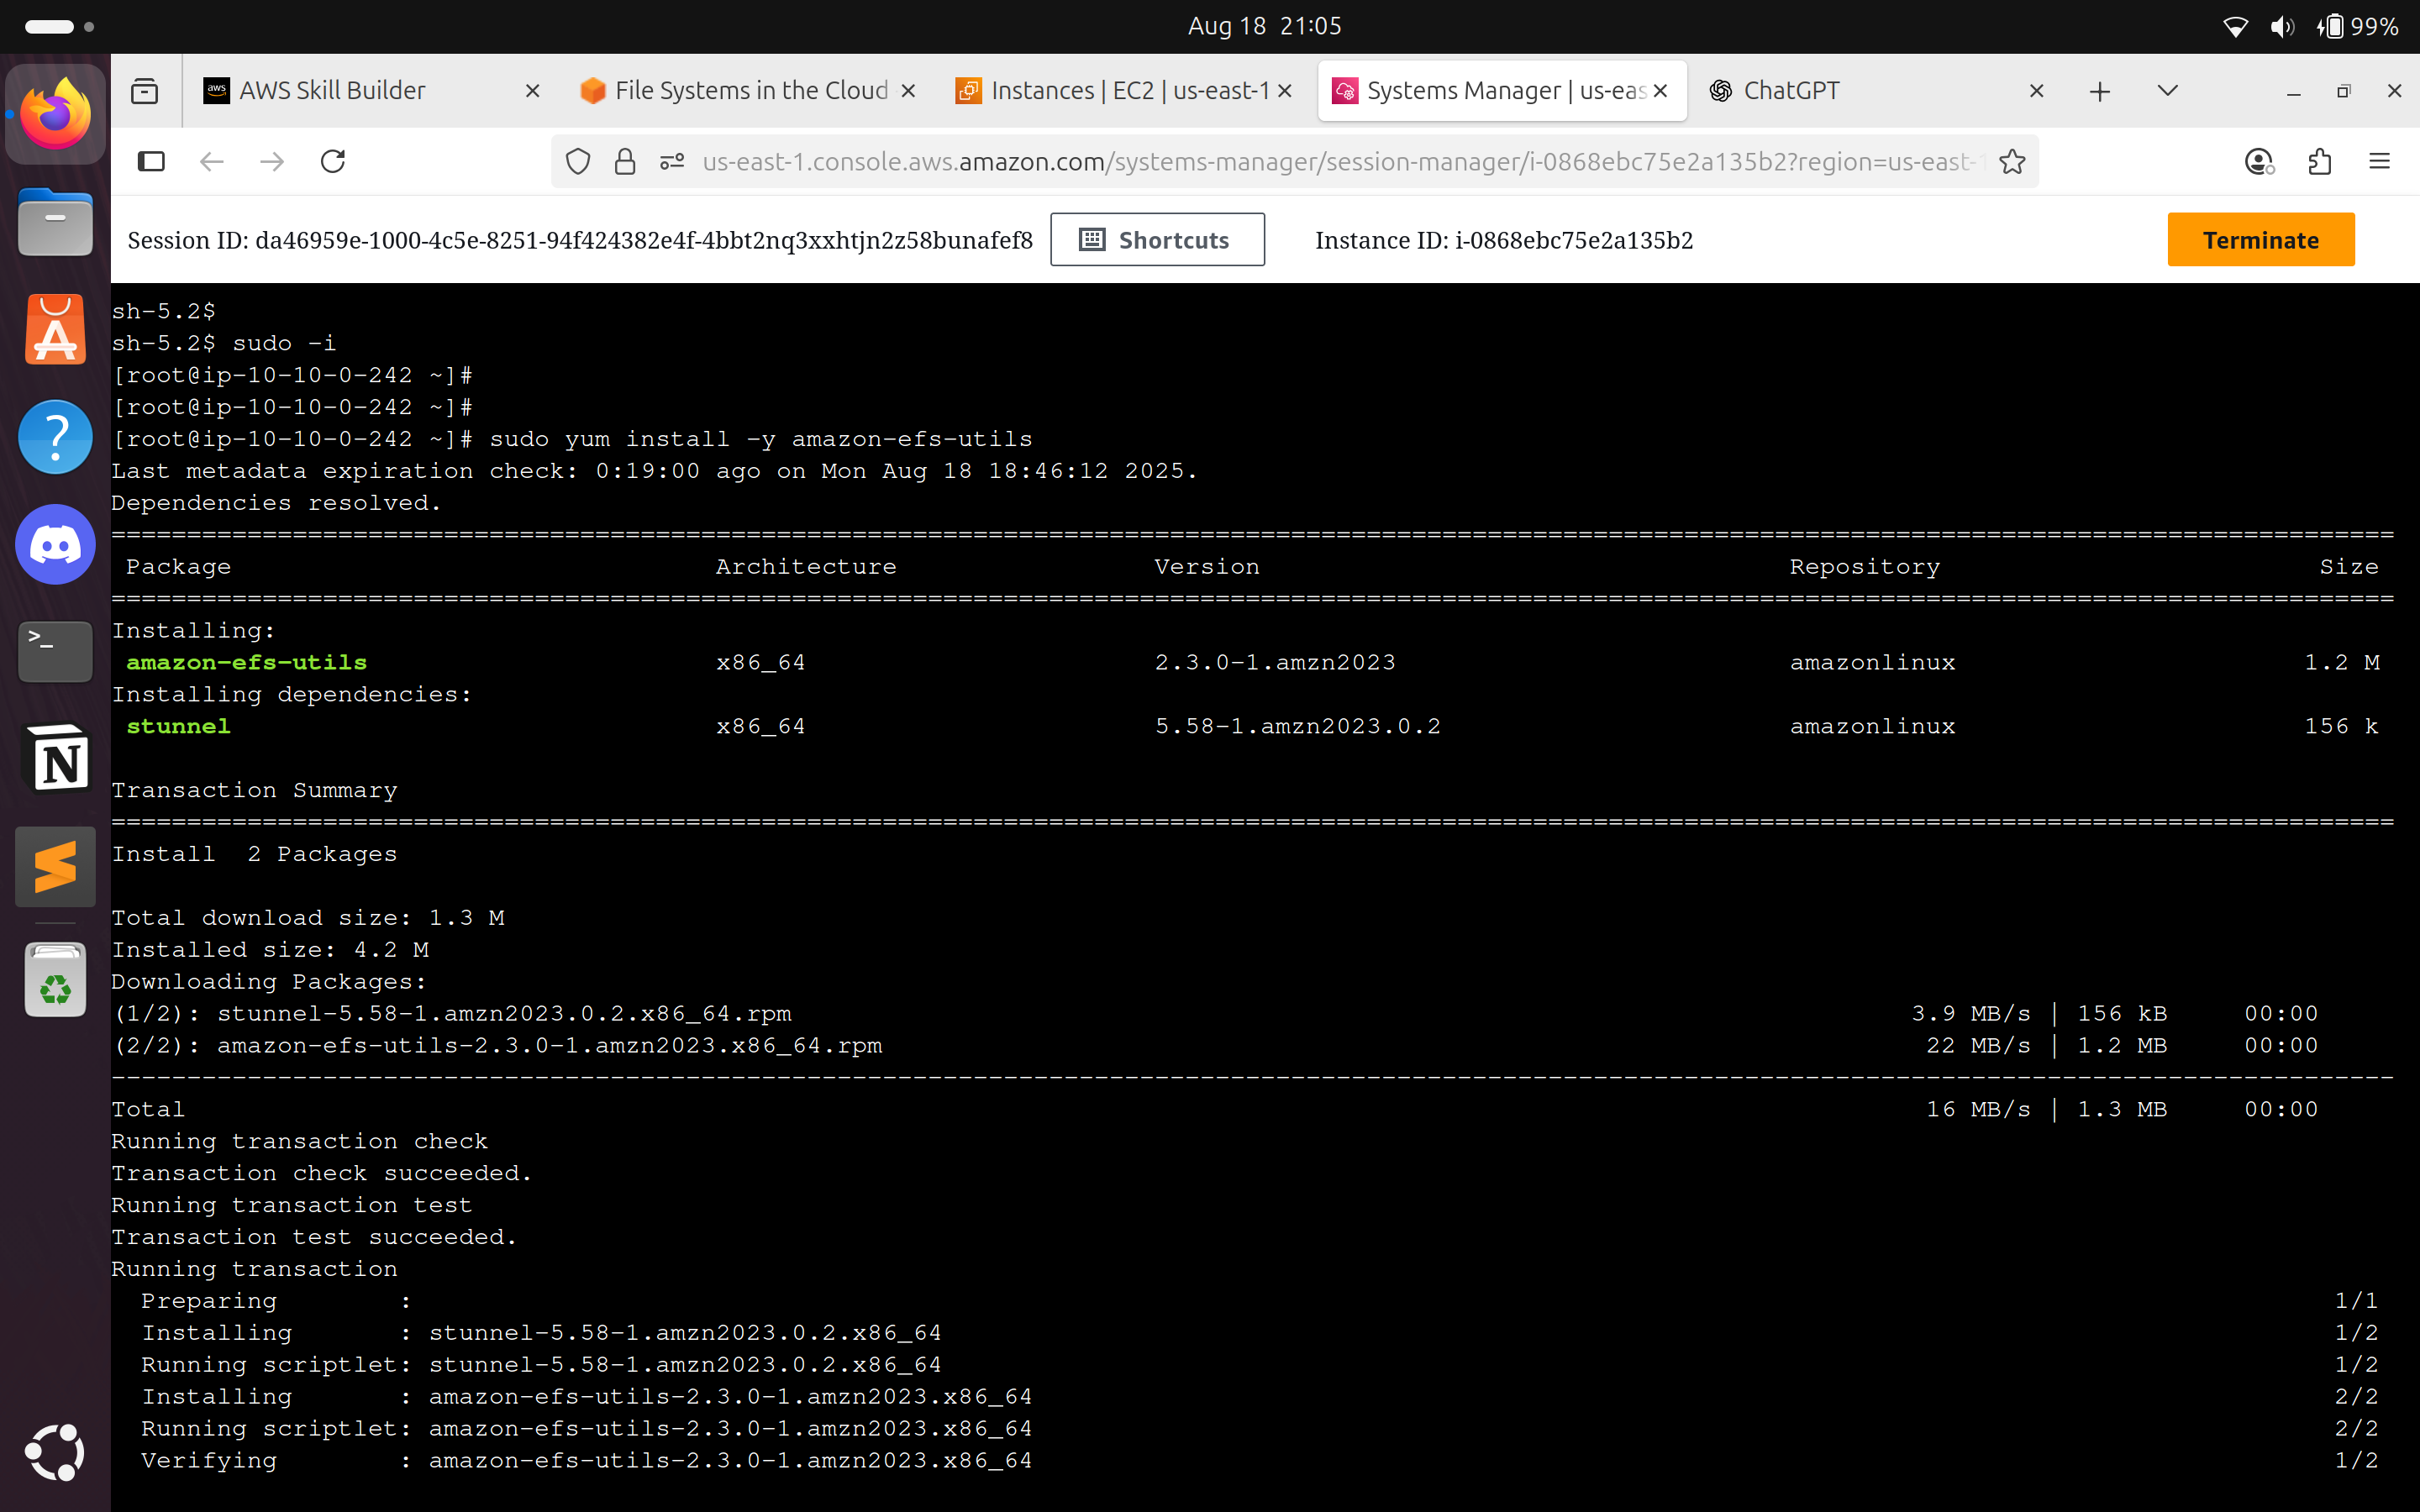 Aug 18 21:05
99%
AWS Skill Builder
File Systems in the Cloud
Instances | EC2 | us-east-1
Systems Manager | us-eas
ChatGPT
us-east-1.console.aws.amazon.com/systems-manager/session-manager/i-0868ebc75e2a135b2?region=us-east-1
Session ID: da46959e-1000-4c5e-8251-94f424382e4f-4bbt2nq3xxhtjn2z58bunafef8
Shortcuts
Instance ID: i-0868ebc75e2a135b2
Terminate
sh-5.2$
sh-5.2$ sudo -i
[root@ip-10-10-0-242 ~]#
[root@ip-10-10-0-242 ~]#
[root@ip-10-10-0-242 ~]# sudo yum install -y amazon-efs-utils
Last metadata expiration check: 0:19:00 ago on Mon Aug 18 18:46:12 2025.
Dependencies resolved.
Package Architecture Version Repository Size
Installing:
amazon-efs-utils x86_64 2.3.0-1.amzn2023 amazonlinux 1.2 M
Installing dependencies:
stunnel x86_64 5.58-1.amzn2023.0.2 amazonlinux 156 k
Transaction Summary
Install 2 Packages
Total download size: 1.3 M
Installed size: 4.2 M
Downloading Packages:
(1/2): stunnel-5.58-1.amzn2023.0.2.x86_64.rpm 3.9 MB/s | 156 kB 00:00
(2/2): amazon-efs-utils-2.3.0-1.amzn2023.x86_64.rpm 22 MB/s | 1.2 MB 00:00
Total 16 MB/s | 1.3 MB 00:00
Running transaction check
Transaction check succeeded.
Running transaction test
Transaction test succeeded.
Running transaction
Preparing : 1/1
Installing : stunnel-5.58-1.amzn2023.0.2.x86_64 1/2
Running scriptlet: stunnel-5.58-1.amzn2023.0.2.x86_64 1/2
Installing : amazon-efs-utils-2.3.0-1.amzn2023.x86_64 2/2
Running scriptlet: amazon-efs-utils-2.3.0-1.amzn2023.x86_64 2/2
Verifying : amazon-efs-utils-2.3.0-1.amzn2023.x86_64 1/2